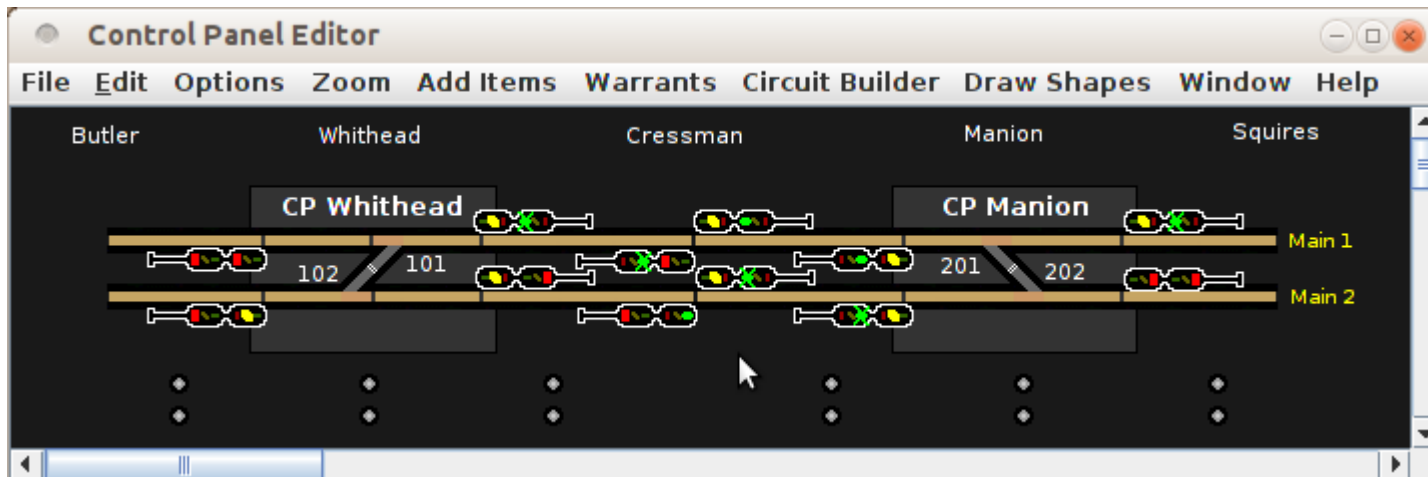 Control Panel Editor
File Edit Options Zoom Add Items Warrants Circuit Builder Draw Shapes Window Help
Butler Whithead Cressman Manion Squires
CP Whithead CP Manion
Main 1
102 101 201 202
Main 2